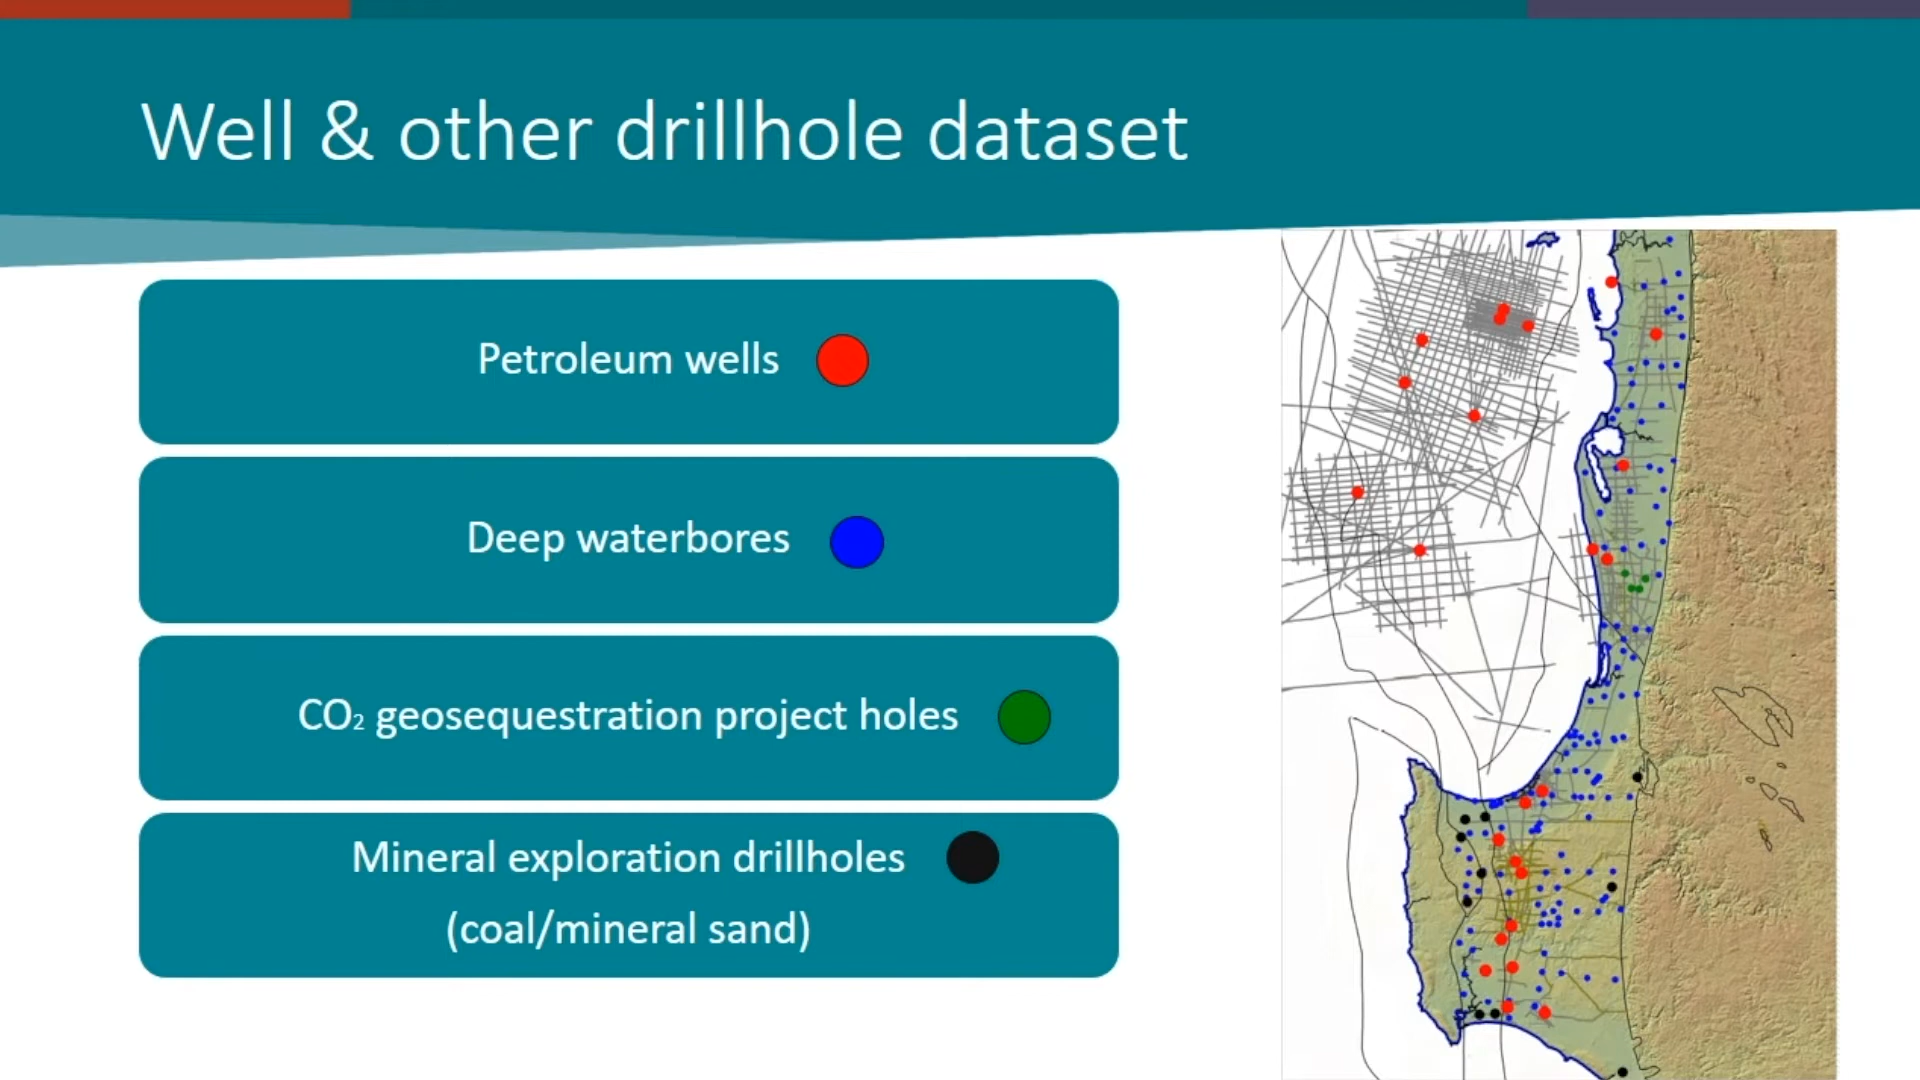 Well & other drillhole dataset
Petroleum wells
Deep waterbores
CO₂ geosequestration project holes
Mineral exploration drillholes
(coal/mineral sand)